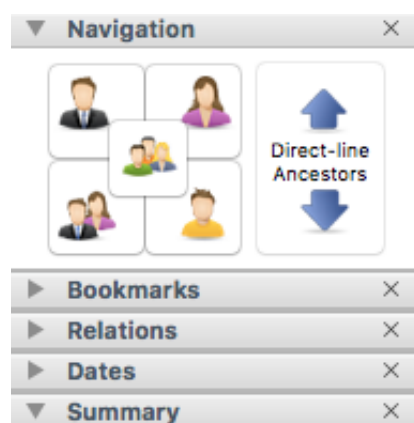 Navigation
Direct-line
Ancestors
Bookmarks
Relations
Dates
Summary